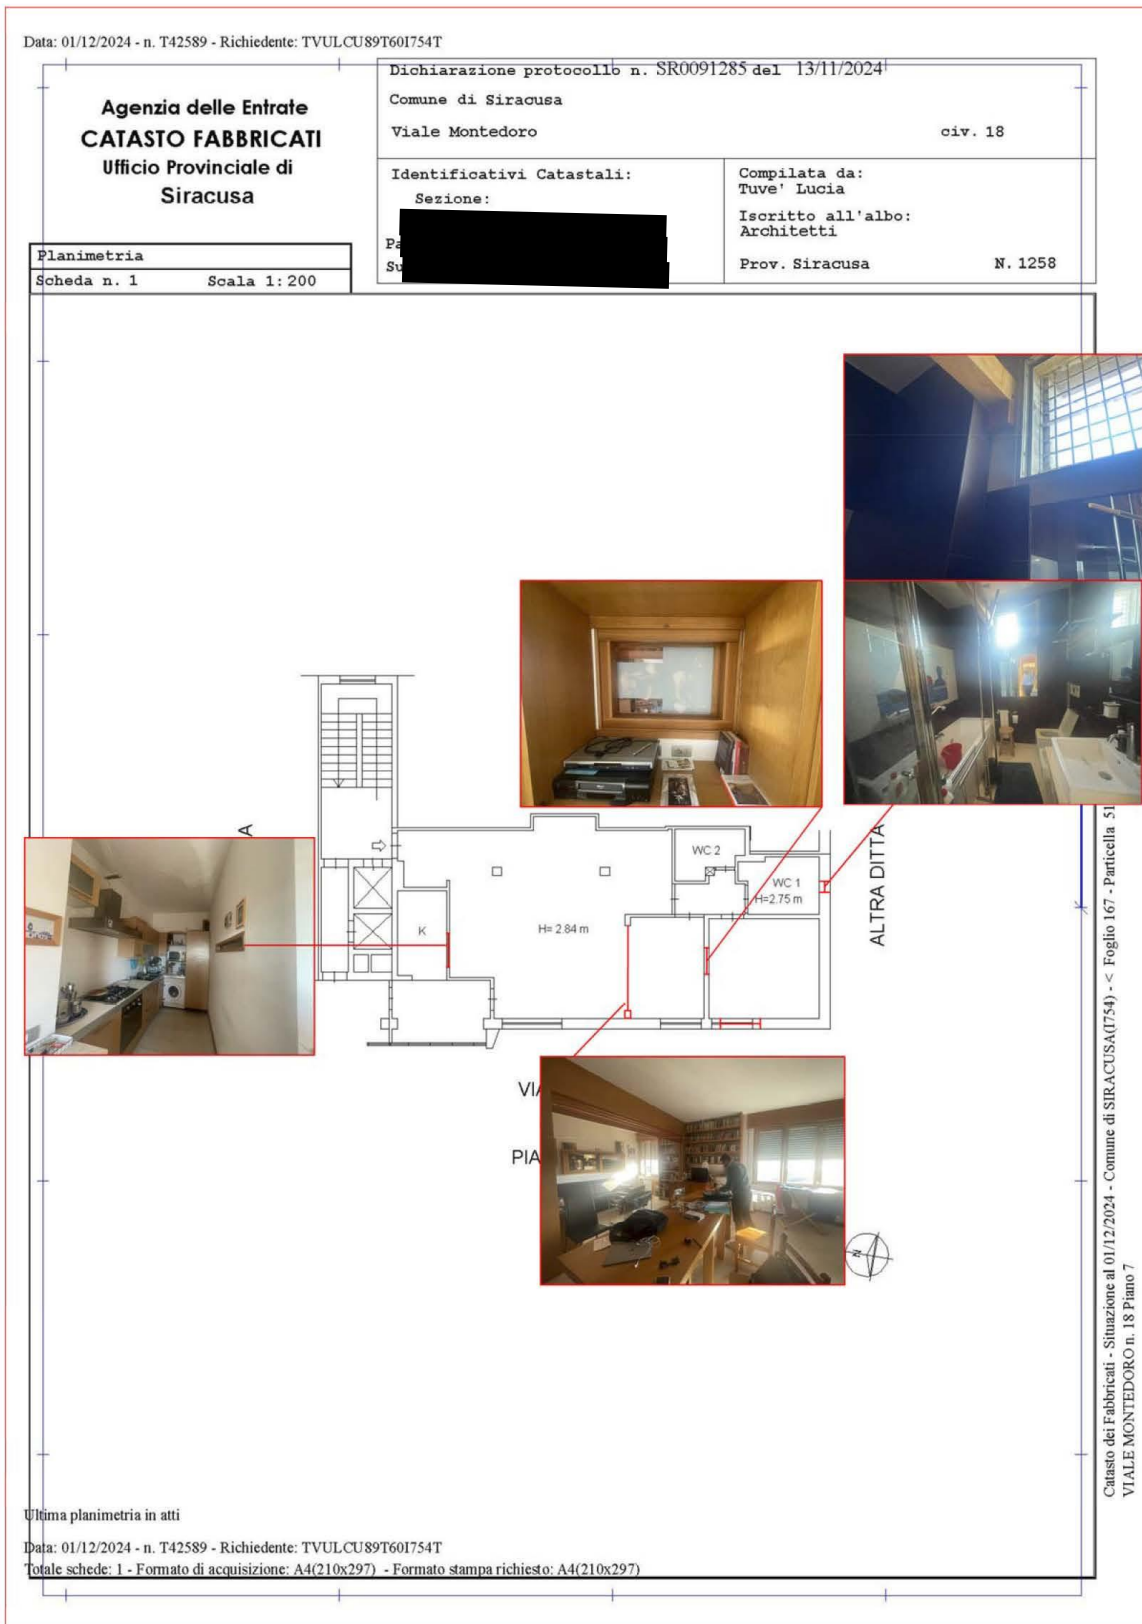 Data: 01/12/2024 - n. T42589 - Richiedente: TVULCU89T60I754T
Agenzia delle Entrate
CATASTO FABBRICATI
Ufficio Provinciale di
Siracusa
Dichiarazione protocollo n. SR0091285 del 13/11/2024
Comune di Siracusa
Viale Montedoro civ. 18
Identificativi Catastali:
Sezione:
Compilata da:
Tuve' Lucia
Iscritto all'albo:
Architetti
Prov. Siracusa N. 1258
Planimetria
Scheda n. 1 Scala 1:200
WC 2
WC 1
H=2.75 m
K
H= 2.84 m
ALTRA DITTA
N
Catasto dei Fabbricati - Situazione al 01/12/2024 - Comune di SIRACUSA(I754) - < Foglio 167 - Particella 51
VIALE MONTEDORO n. 18 Piano 7
Ultima planimetria in atti
Data: 01/12/2024 - n. T42589 - Richiedente: TVULCU89T60I754T
Totale schede: 1 - Formato di acquisizione: A4(210x297) - Formato stampa richiesto: A4(210x297)